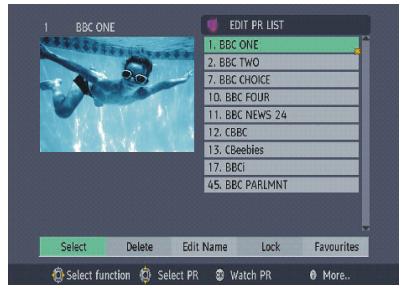 1 BBC ONE
EDIT PR LIST
1. BBC ONE
2. BBC TWO
7. BBC CHOICE
10. BBC FOUR
11. BBC NEWS 24
12. CBBC
13. CBeebies
17. BBCi
45. BBC PARLMNT
Select Delete Edit Name Lock Favourites
Select function Select PR OK Watch PR More..